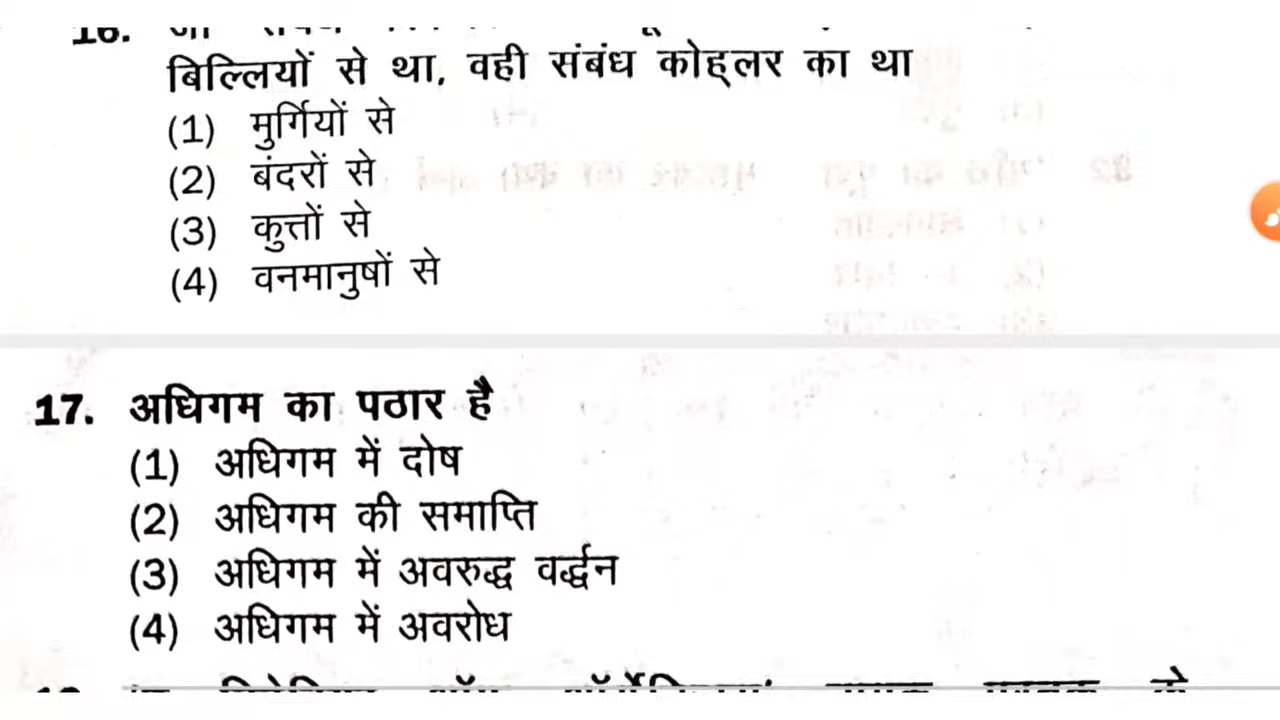 16.
बिल्लियों से था, वही संबंध कोह्लर का था
(1) मुर्गियों से
(2) बंदरों से
(3) कुत्तों से
(4) वनमानुषों से
17. अधिगम का पठार है
(1) अधिगम में दोष
(2) अधिगम की समाप्ति
(3) अधिगम में अवरुद्ध वर्द्धन
(4) अधिगम में अवरोध